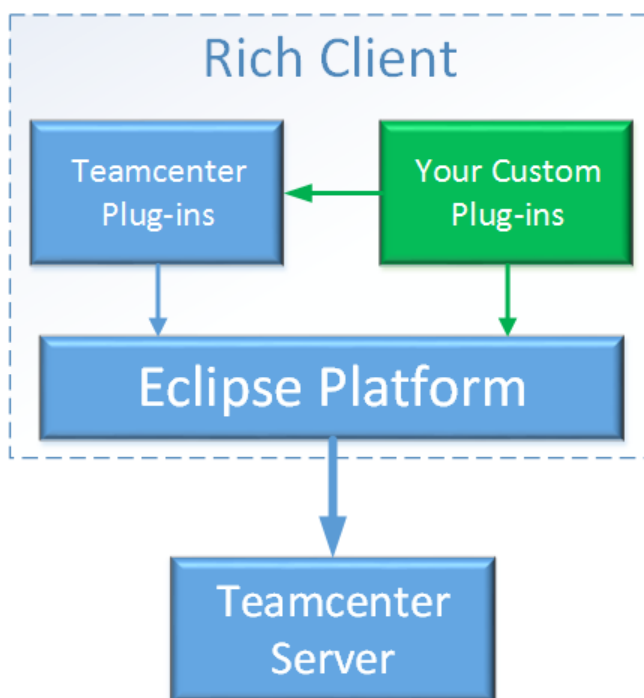 Rich Client
Teamcenter
Plug-ins
Your Custom
Plug-ins
Eclipse Platform
Teamcenter
Server